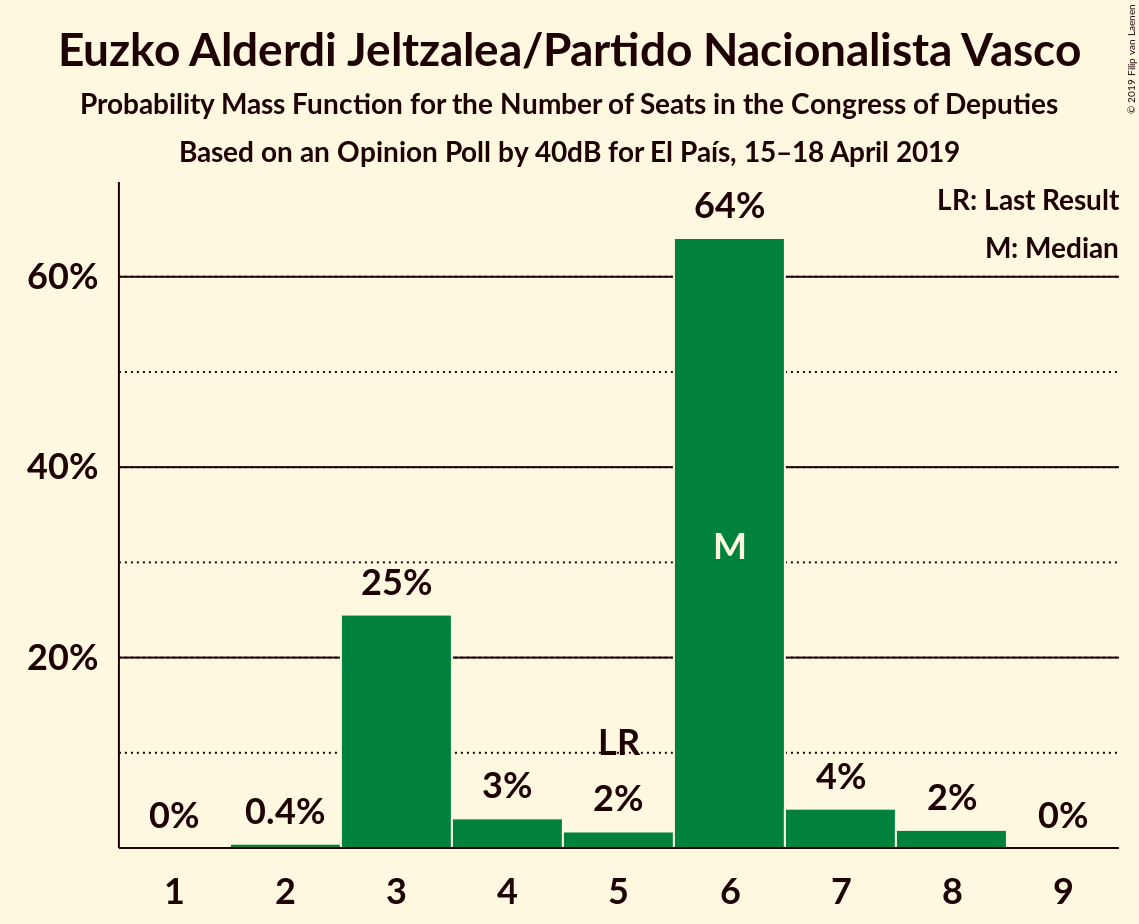 Euzko Alderdi Jeltzalea/Partido Nacionalista Vasco
Probability Mass Function for the Number of Seats in the Congress of Deputies
Based on an Opinion Poll by 40dB for El País, 15–18 April 2019
© 2019 Filip van Laenen
LR: Last Result
M: Median
60%
40%
20%
0%
0.4%
25%
3%
LR
2%
64%
M
4%
2%
0%
1 2 3 4 5 6 7 8 9